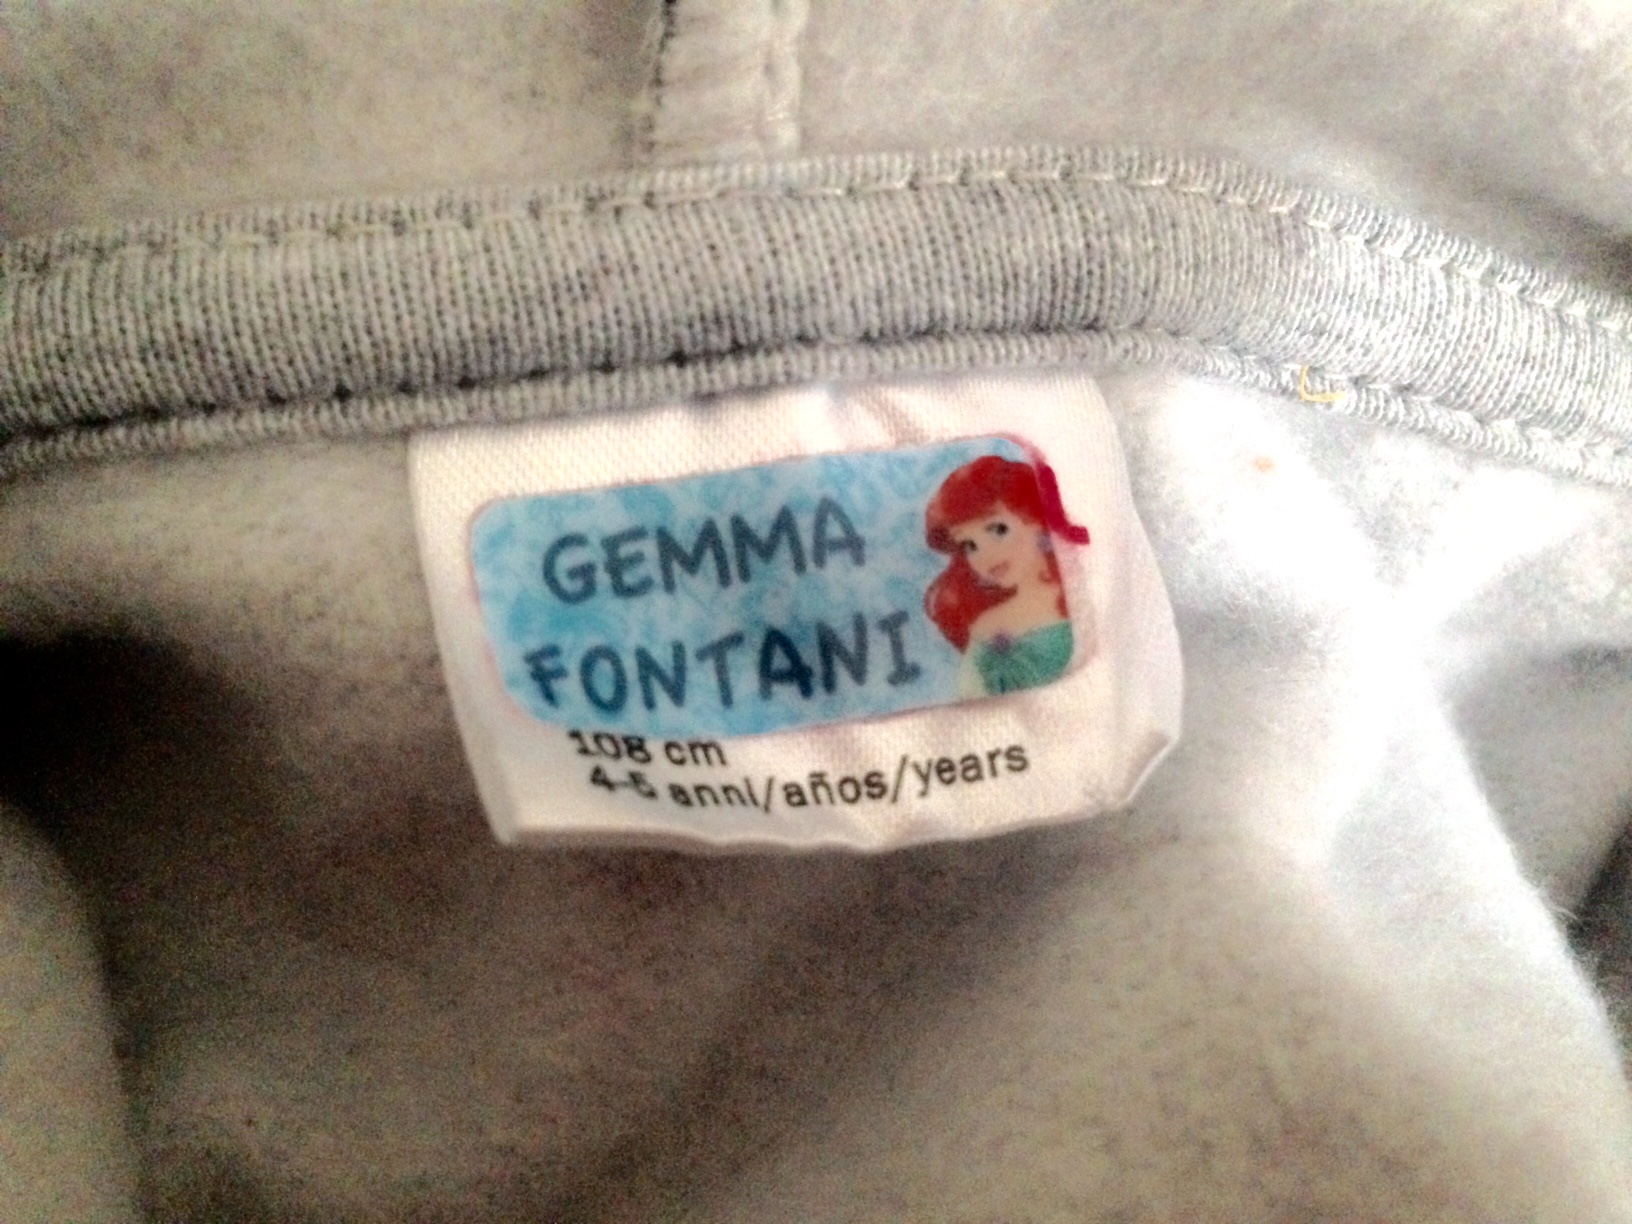 GEMMA
FONTANI
108 cm
4-5 anni/años/years